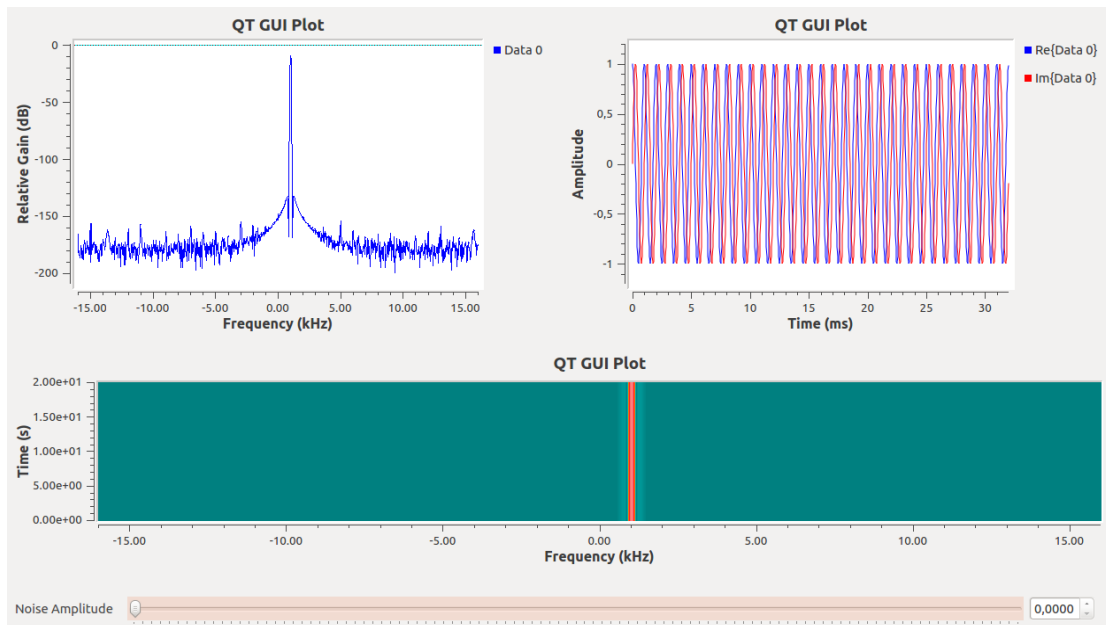 QT GUI Plot
0
-50
-100
-150
-200
Relative Gain (dB)
-15.00 -10.00 -5.00 0.00 5.00 10.00 15.00
Frequency (kHz)
Data 0
QT GUI Plot
1
0,5
0
-0,5
-1
Amplitude
0 5 10 15 20 25 30
Time (ms)
Re{Data 0}
Im{Data 0}
QT GUI Plot
2.00e+01
1.50e+01
1.00e+01
5.00e+00
0.00e+00
Time (s)
-15.00 -10.00 -5.00 0.00 5.00 10.00 15.00
Frequency (kHz)
Noise Amplitude 0,0000